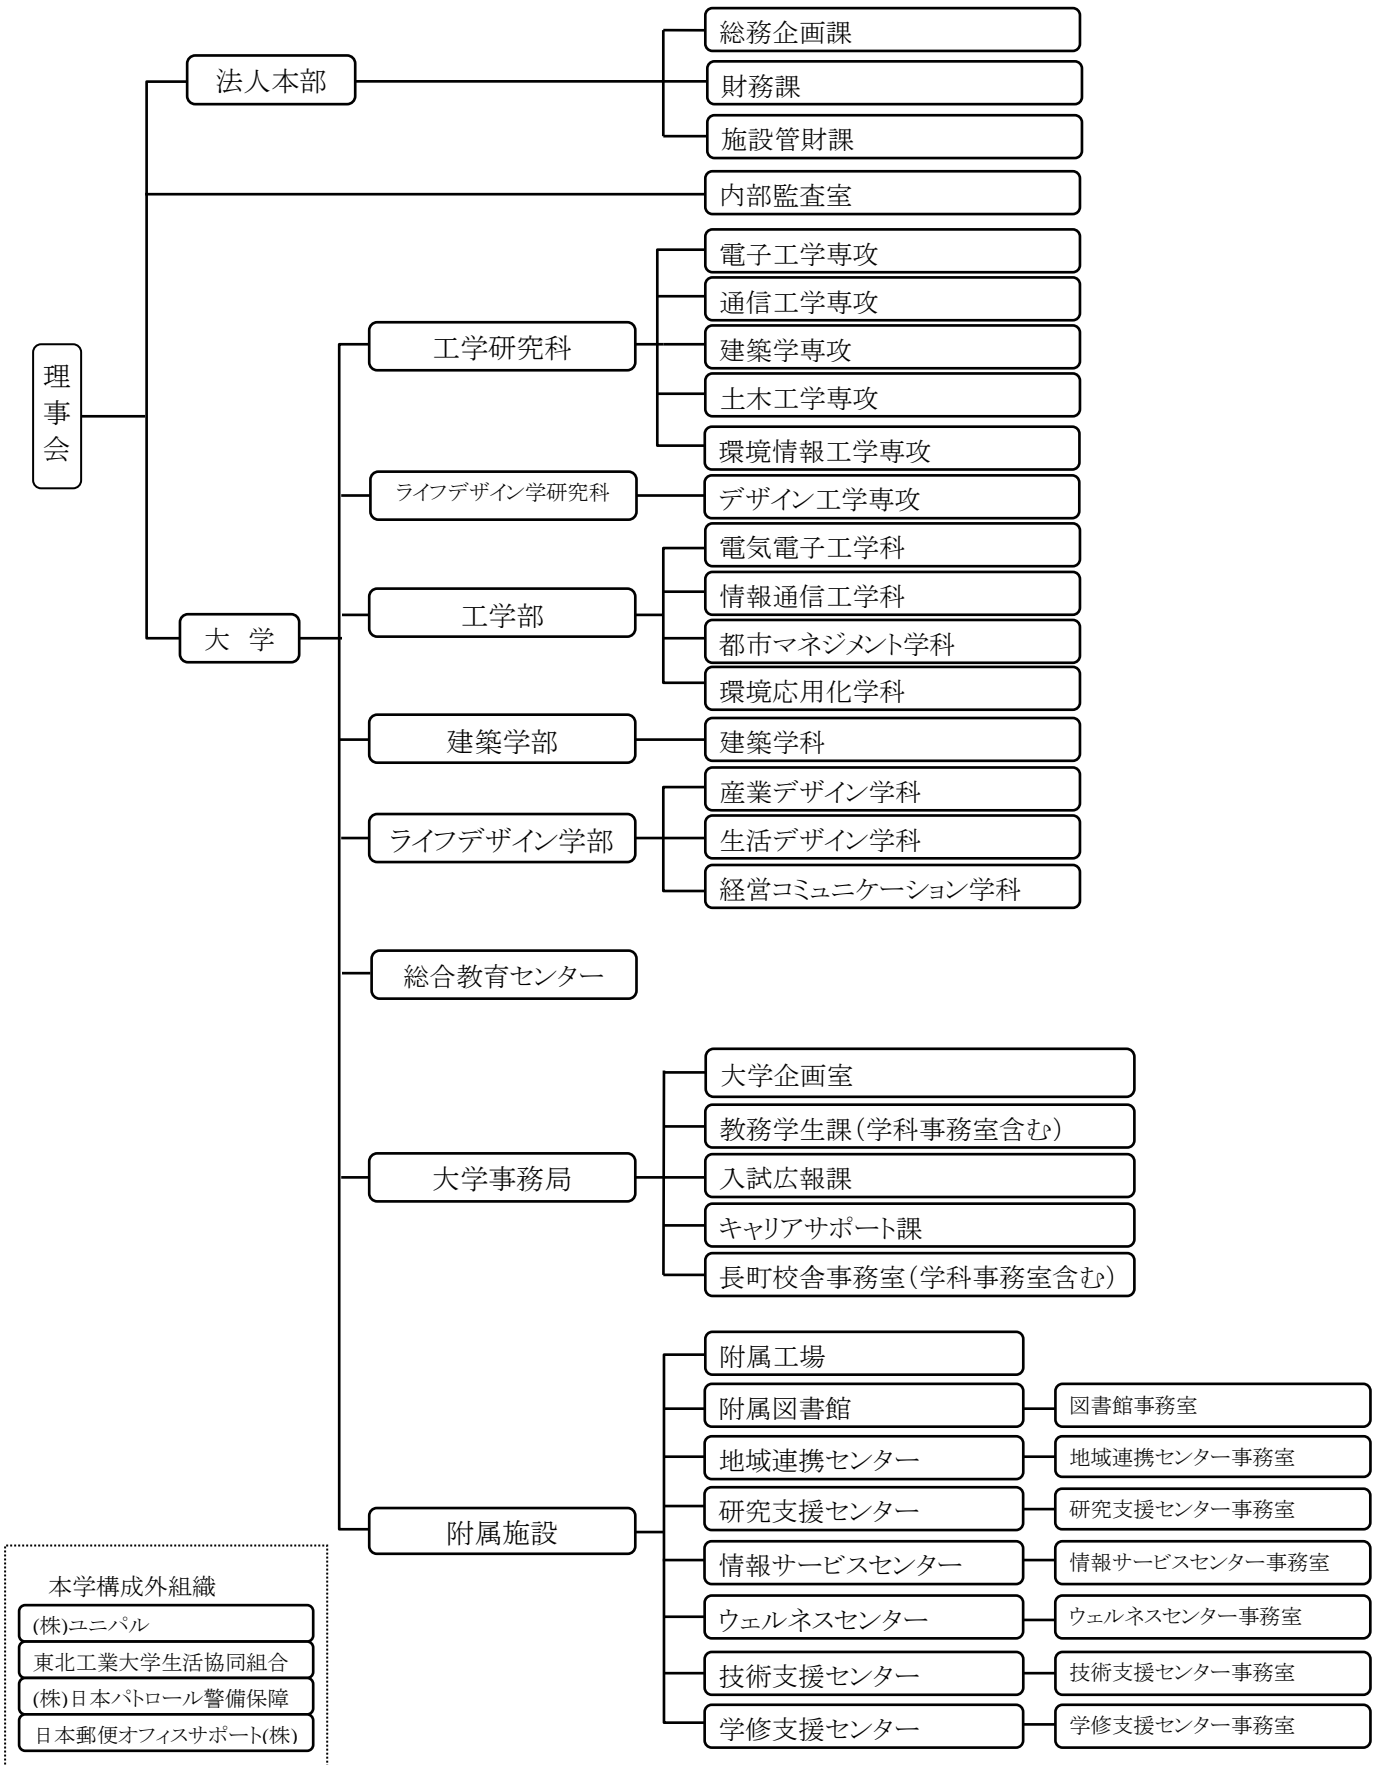 総務企画課
法人本部
財務課
施設管財課
内部監査室
電子工学専攻
通信工学専攻
工学研究科
建築学専攻
理事会
土木工学専攻
環境情報工学専攻
ライフデザイン学研究科
デザイン工学専攻
電気電子工学科
情報通信工学科
工学部
大 学
都市マネジメント学科
環境応用化学科
建築学部
建築学科
産業デザイン学科
ライフデザイン学部
生活デザイン学科
経営コミュニケーション学科
総合教育センター
大学企画室
教務学生課(学科事務室含む)
大学事務局
入試広報課
キャリアサポート課
長町校舎事務室(学科事務室含む)
附属工場
附属図書館
図書館事務室
地域連携センター
地域連携センター事務室
研究支援センター
研究支援センター事務室
附属施設
情報サービスセンター
情報サービスセンター事務室
ウェルネスセンター
ウェルネスセンター事務室
技術支援センター
技術支援センター事務室
学修支援センター
学修支援センター事務室
本学構成外組織
(株)ユニパル
東北工業大学生活協同組合
(株)日本パトロール警備保障
日本郵便オフィスサポート(株)